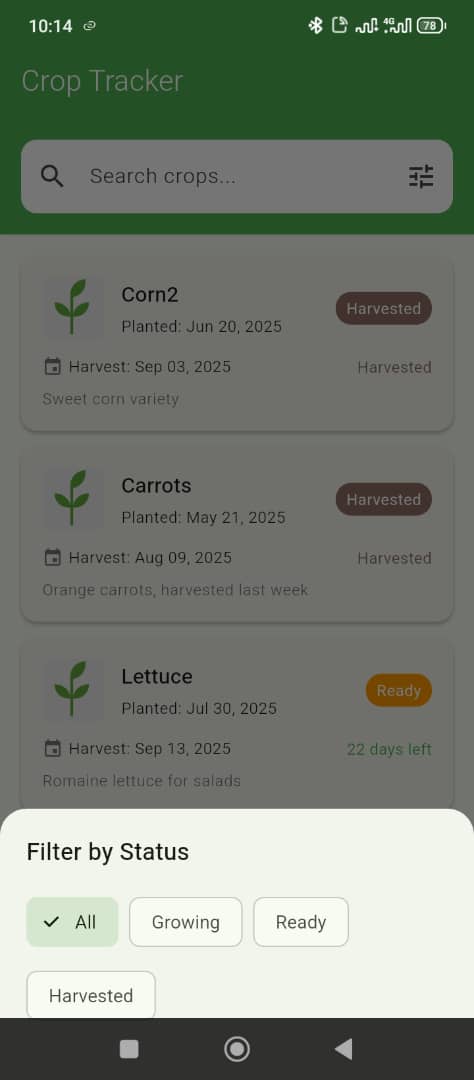 10:14
4G
78
Crop Tracker
Search crops...
Corn2
Harvested
Planted: Jun 20, 2025
Harvest: Sep 03, 2025
Harvested
Sweet corn variety
Carrots
Harvested
Planted: May 21, 2025
Harvest: Aug 09, 2025
Harvested
Orange carrots, harvested last week
Lettuce
Ready
Planted: Jul 30, 2025
Harvest: Sep 13, 2025
22 days left
Romaine lettuce for salads
Filter by Status
All
Growing
Ready
Harvested